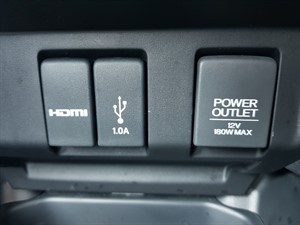 HDMI
1.0A
POWER
OUTLET
12V
180W MAX